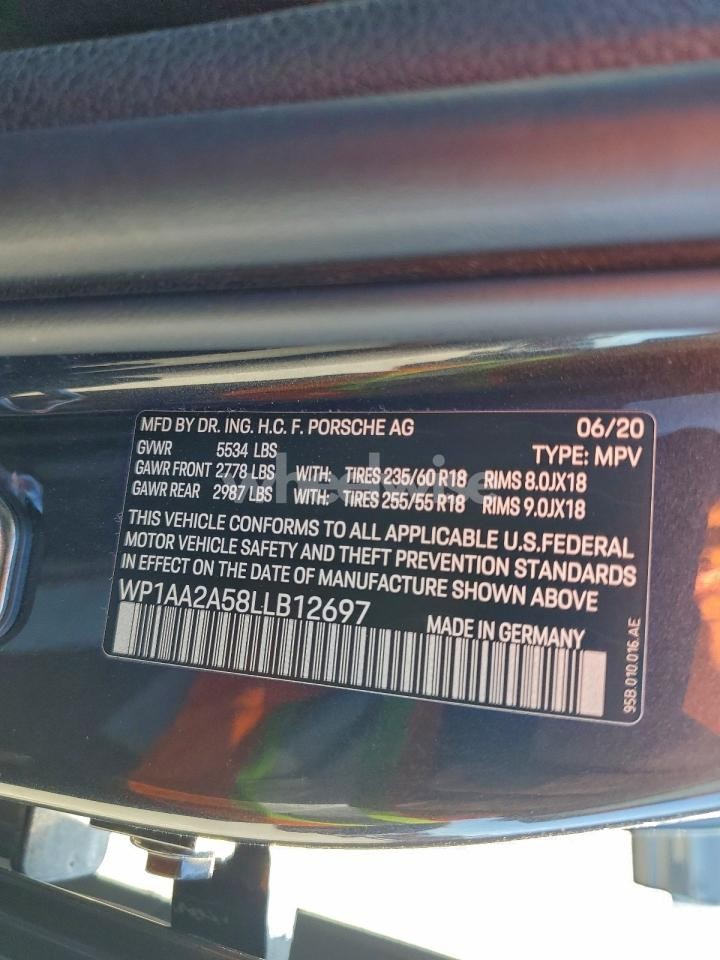 MFD BY DR. ING. H.C. F. PORSCHE AG 06/20
GVWR 5534 LBS TYPE: MPV
GAWR FRONT 2778 LBS WITH: TIRES 235/60 R18 RIMS 8.0JX18
GAWR REAR 2987 LBS WITH: TIRES 255/55 R18 RIMS 9.0JX18
THIS VEHICLE CONFORMS TO ALL APPLICABLE U.S.FEDERAL
MOTOR VEHICLE SAFETY AND THEFT PREVENTION STANDARDS
IN EFFECT ON THE DATE OF MANUFACTURE SHOWN ABOVE
WP1AA2A58LLB12697
MADE IN GERMANY
95B.010.016.AE